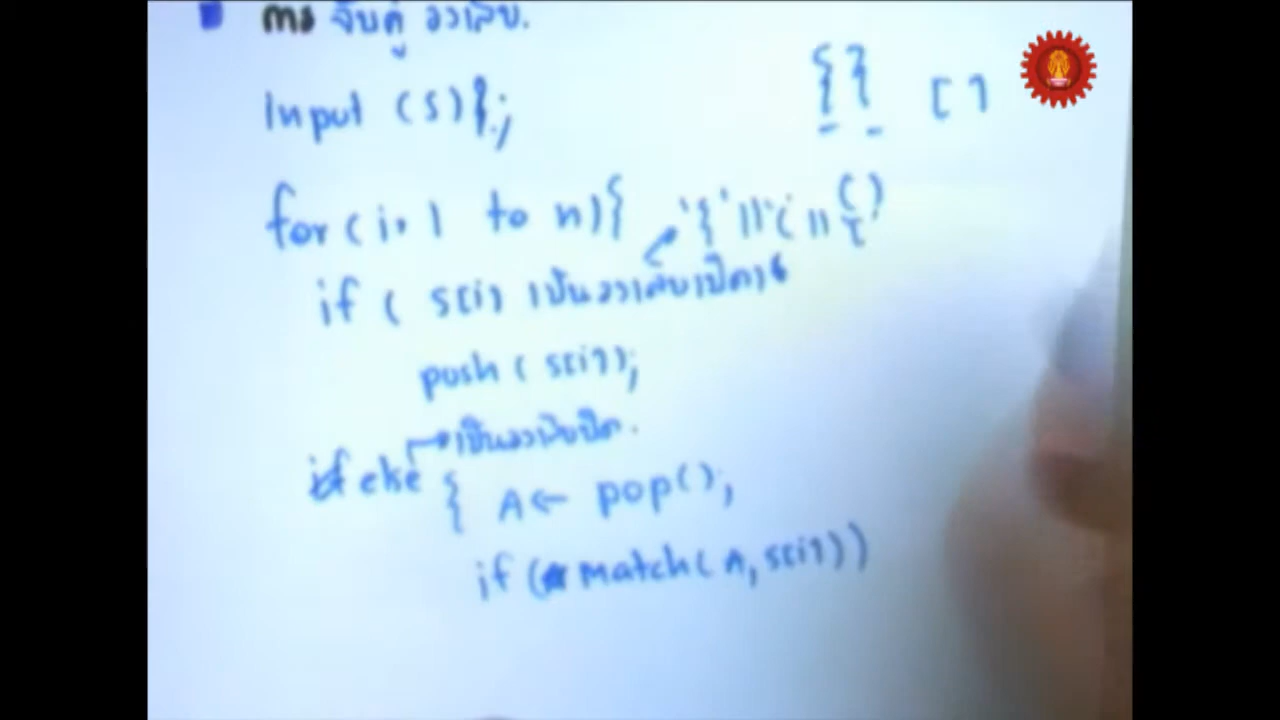 การ จับคู่ วงเล็บ.
Input (S);
{ } [ ]
for (i=1 to n){
'{' || '(' || '['
if ( S[i] เป็นวงเล็บเปิด){
push ( S[i]);
เป็นวงเล็บปิด.
else { A ← pop();
if ( Match( A, S[i]))